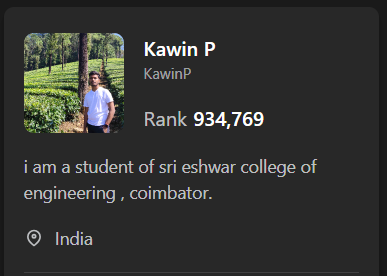 Kawin P
KawinP
Rank 934,769
i am a student of sri eshwar college of
engineering , coimbator.
India